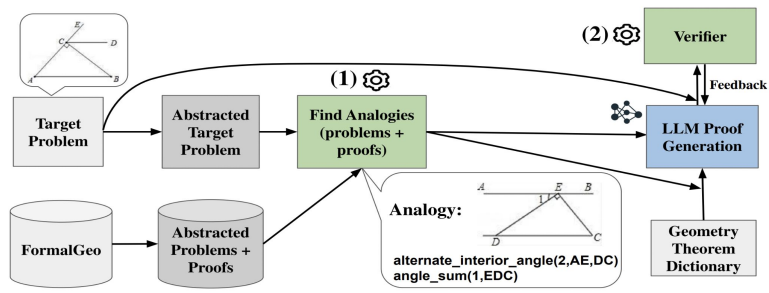 E
C
D
A
B
(1)
(2)
Verifier
Feedback
Target
Problem
Abstracted
Target
Problem
Find Analogies
(problems +
proofs)
LLM Proof
Generation
FormalGeo
Abstracted
Problems +
Proofs
Analogy:
A
E
B
1
D
C
alternate_interior_angle(2,AE,DC)
angle_sum(1,EDC)
Geometry
Theorem
Dictionary